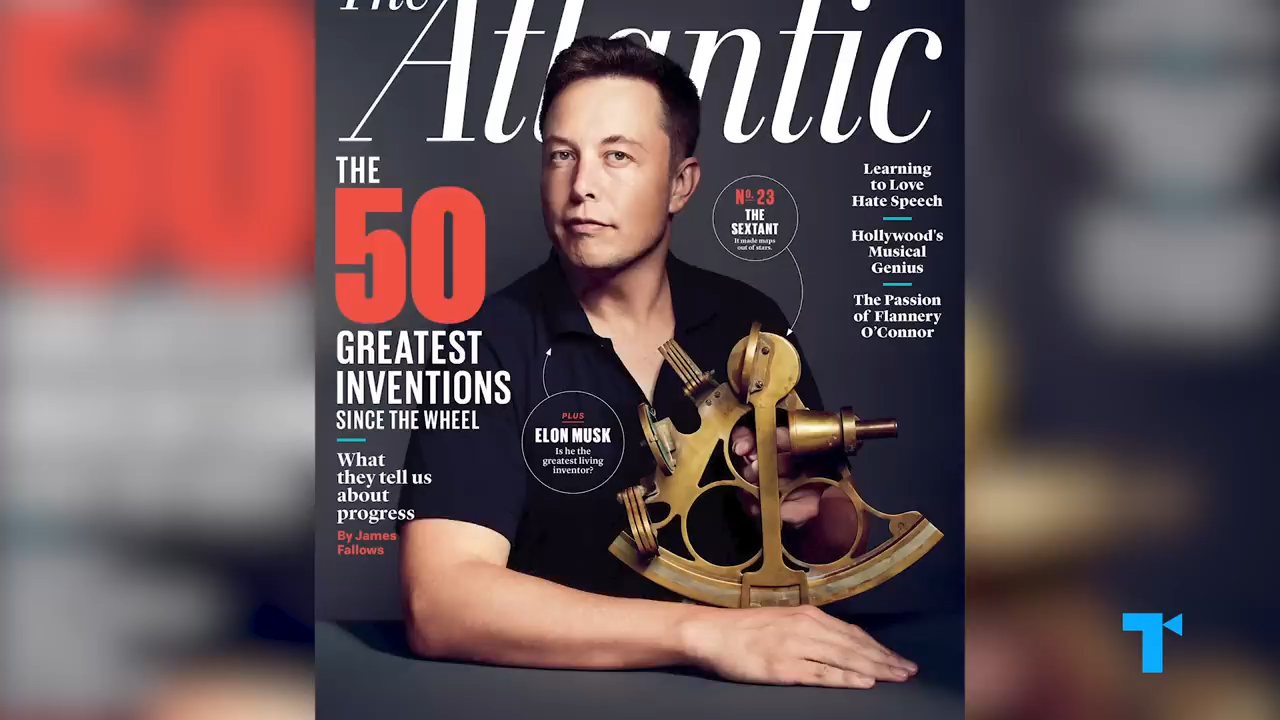 The
Atlantic
THE
50
GREATEST
INVENTIONS
SINCE THE WHEEL
What
they tell us
about
progress
By James
Fallows
PLUS
ELON MUSK
Is he the
greatest living
inventor?
Nº. 23
THE
SEXTANT
It made maps
out of stars.
Learning
to Love
Hate Speech
Hollywood's
Musical
Genius
The Passion
of Flannery
O'Connor
50
T